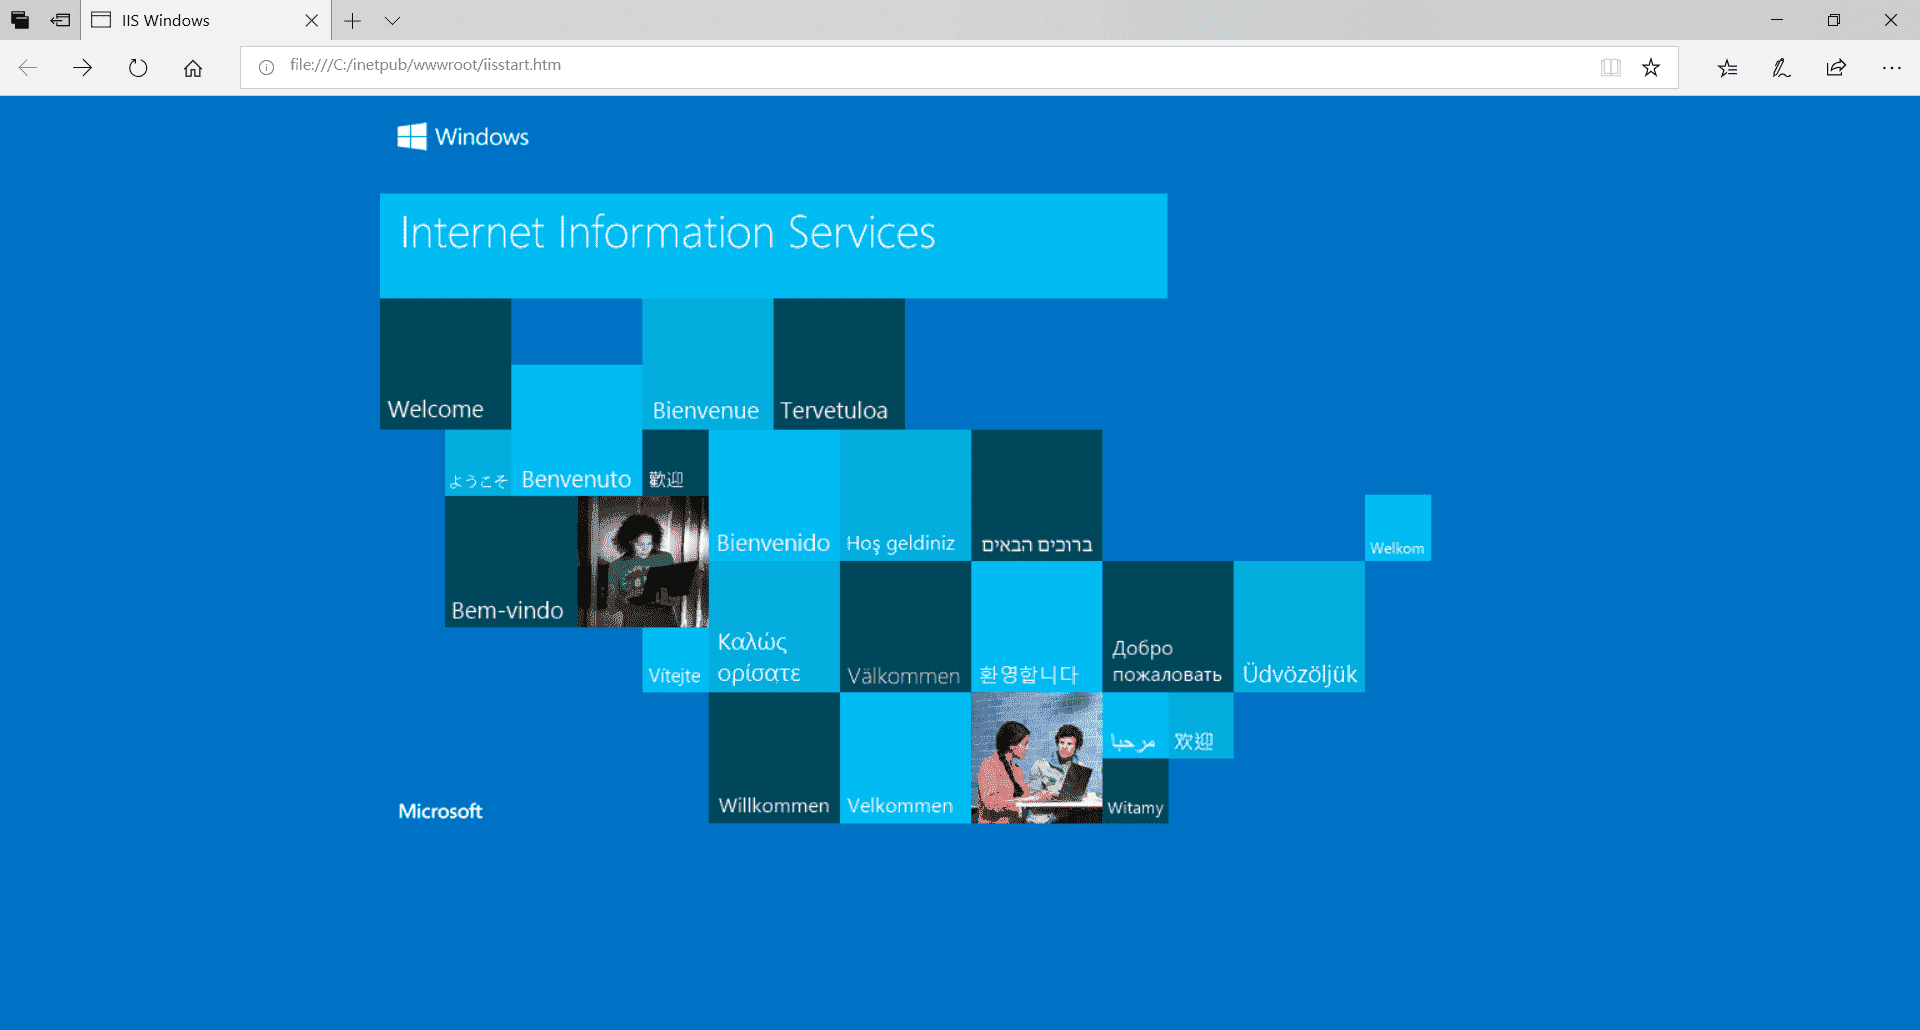 IIS Windows
file:///C:/inetpub/wwwroot/iisstart.htm
Windows
Internet Information Services
Welcome
Bienvenue
Tervetuloa
ようこそ
Benvenuto
歡迎
Bienvenido
Hoş geldiniz
ברוכים הבאים
Welkom
Bem-vindo
Vítejte
Καλώς
ορίσατε
Välkommen
환영합니다
Добро
пожаловать
Üdvözöljük
Microsoft
Willkommen
Velkommen
مرحبا
欢迎
Witamy